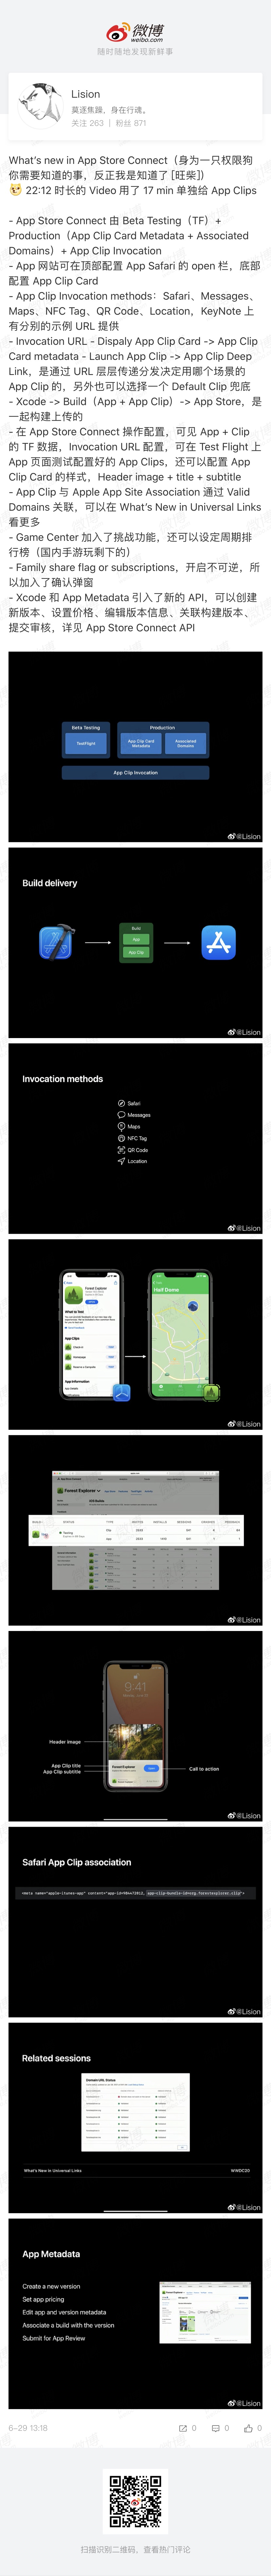 微博
weibo.com
随时随地发现新鲜事
Lision
莫逐焦躁，身在行魂。
关注 263 | 粉丝 871
What's new in App Store Connect（身为一只权限狗
你需要知道的事，反正我是知道了 [旺柴]）
22:12 时长的 Video 用了 17 min 单独给 App Clips
- App Store Connect 由 Beta Testing（TF）+
Production（App Clip Card Metadata + Associated
Domains）+ App Clip Invocation
- App 网站可在顶部配置 App Safari 的 open 栏，底部
配置 App Clip Card
- App Clip Invocation methods：Safari、Messages、
Maps、NFC Tag、QR Code、Location，KeyNote 上
有分别的示例 URL 提供
- Invocation URL - Dispaly App Clip Card -> App Clip
Card metadata - Launch App Clip -> App Clip Deep
Link，是通过 URL 层层传递分发决定用哪个场景的
App Clip 的，另外也可以选择一个 Default Clip 兜底
- Xcode -> Build（App + App Clip）-> App Store，是
一起构建上传的
- 在 App Store Connect 操作配置，可见 App + Clip
的 TF 数据，Invocation URL 配置，可在 Test Flight 上
App 页面测试配置好的 App Clips，还可以配置 App
Clip Card 的样式，Header image + title + subtitle
- App Clip 与 Apple App Site Association 通过 Valid
Domains 关联，可以在 What's New in Universal Links
看更多
- Game Center 加入了挑战功能，还可以设定周期排
行榜（国内手游玩剩下的）
- Family share flag or subscriptions，开启不可逆，所
以加入了确认弹窗
- Xcode 和 App Metadata 引入了新的 API，可以创建
新版本、设置价格、编辑版本信息、关联构建版本、
提交审核，详见 App Store Connect API
Beta Testing
Production
TestFlight
App Clip Card
Metadata
Associated
Domains
App Clip Invocation
@Lision
Build delivery
Build
App
App Clip
@Lision
Invocation methods
Safari
Messages
Maps
NFC Tag
QR Code
Location
@Lision
Forest Explorer
What to Test
App Clips
App Information
Half Dome
@Lision
Forest Explorer
iOS Builds
Testing
@Lision
9:41
Header image
App Clip title
App Clip subtitle
Forest Explorer
Call to action
@Lision
Safari App Clip association
@Lision
Related sessions
Domain URL Status
What's New in Universal Links
WWDC20
@Lision
App Metadata
Create a new version
Set app pricing
Edit app and version metadata
Associate a build with the version
Submit for App Review
@Lision
6-29 13:18
0
0
0
扫描识别二维码，查看热门评论